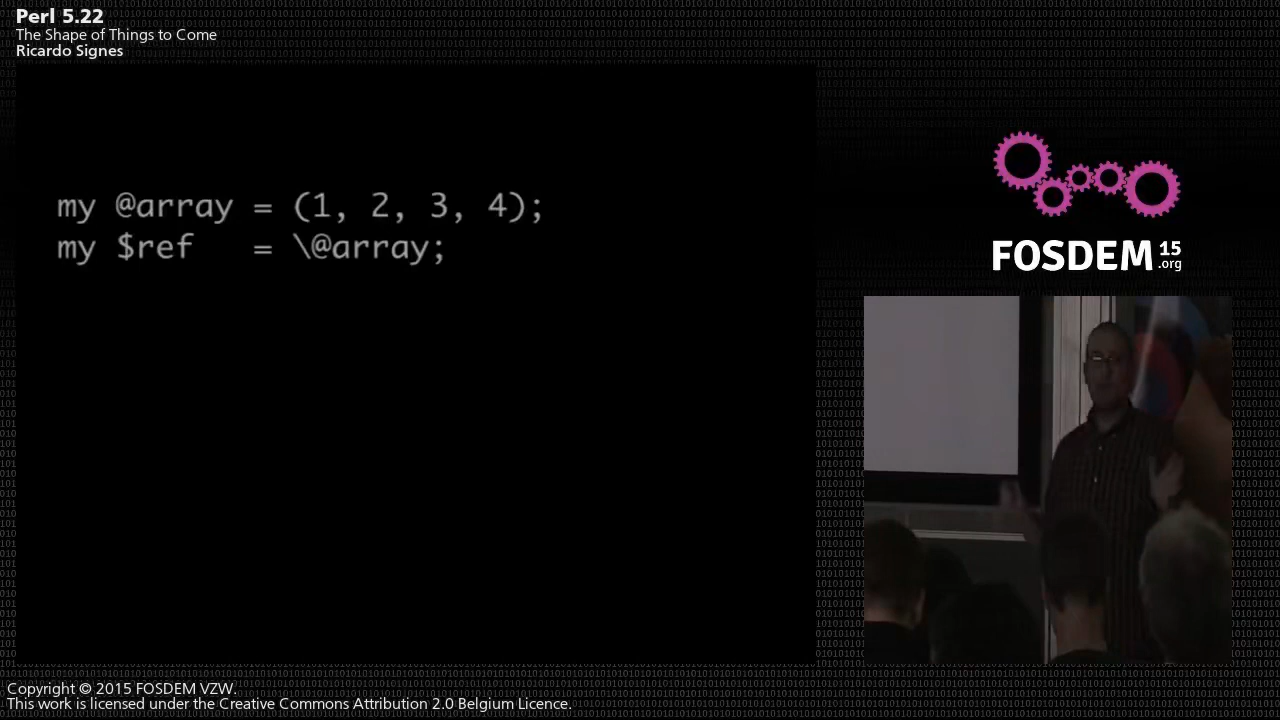 Perl 5.22
The Shape of Things to Come
Ricardo Signes
my @array = (1, 2, 3, 4);
my $ref   = \@array;
FOSDEM 15
.org
Copyright © 2015 FOSDEM VZW.
This work is licensed under the Creative Commons Attribution 2.0 Belgium Licence.